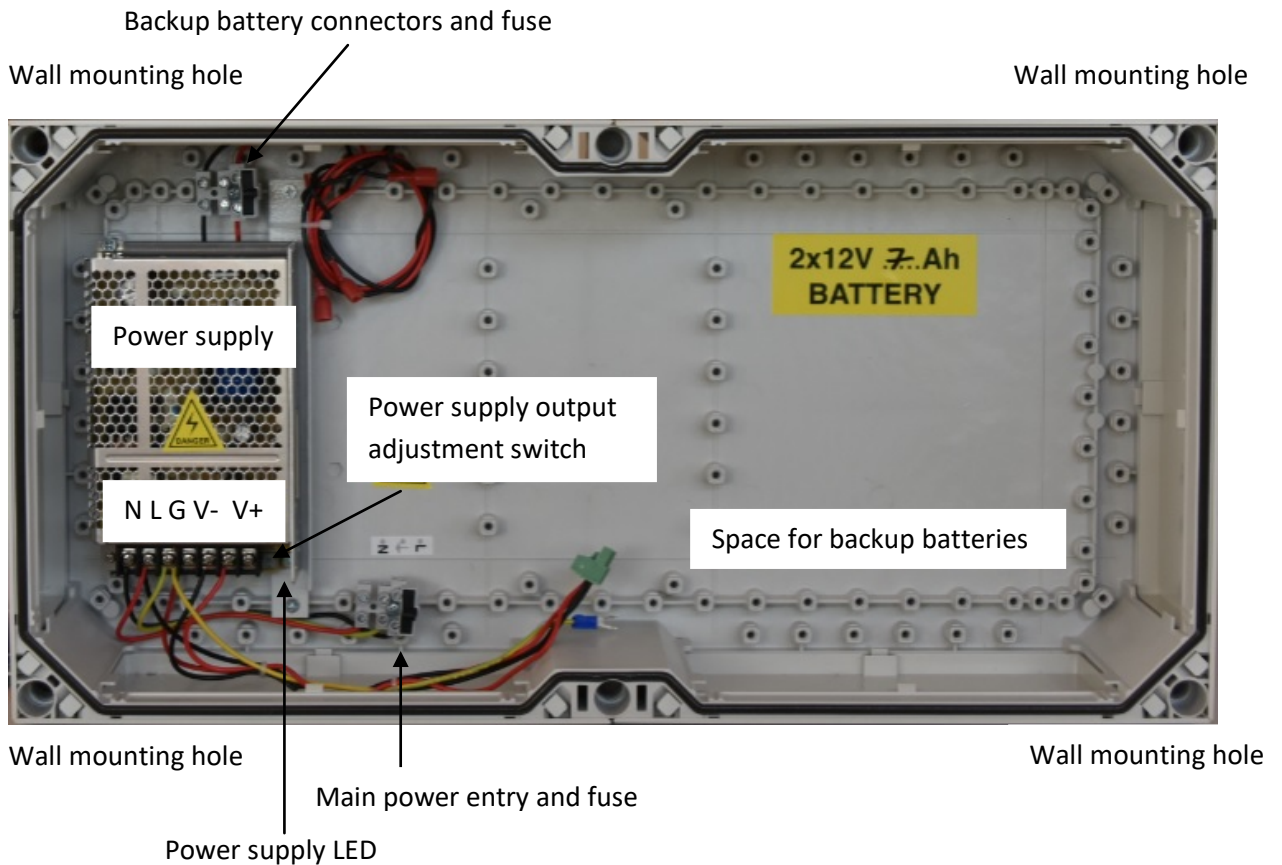 Backup battery connectors and fuse
Wall mounting hole
Wall mounting hole
2x12V .7...Ah
BATTERY
Power supply
DANGER
Power supply output
adjustment switch
N L G V- V+
Space for backup batteries
N
L
Wall mounting hole
Wall mounting hole
Main power entry and fuse
Power supply LED